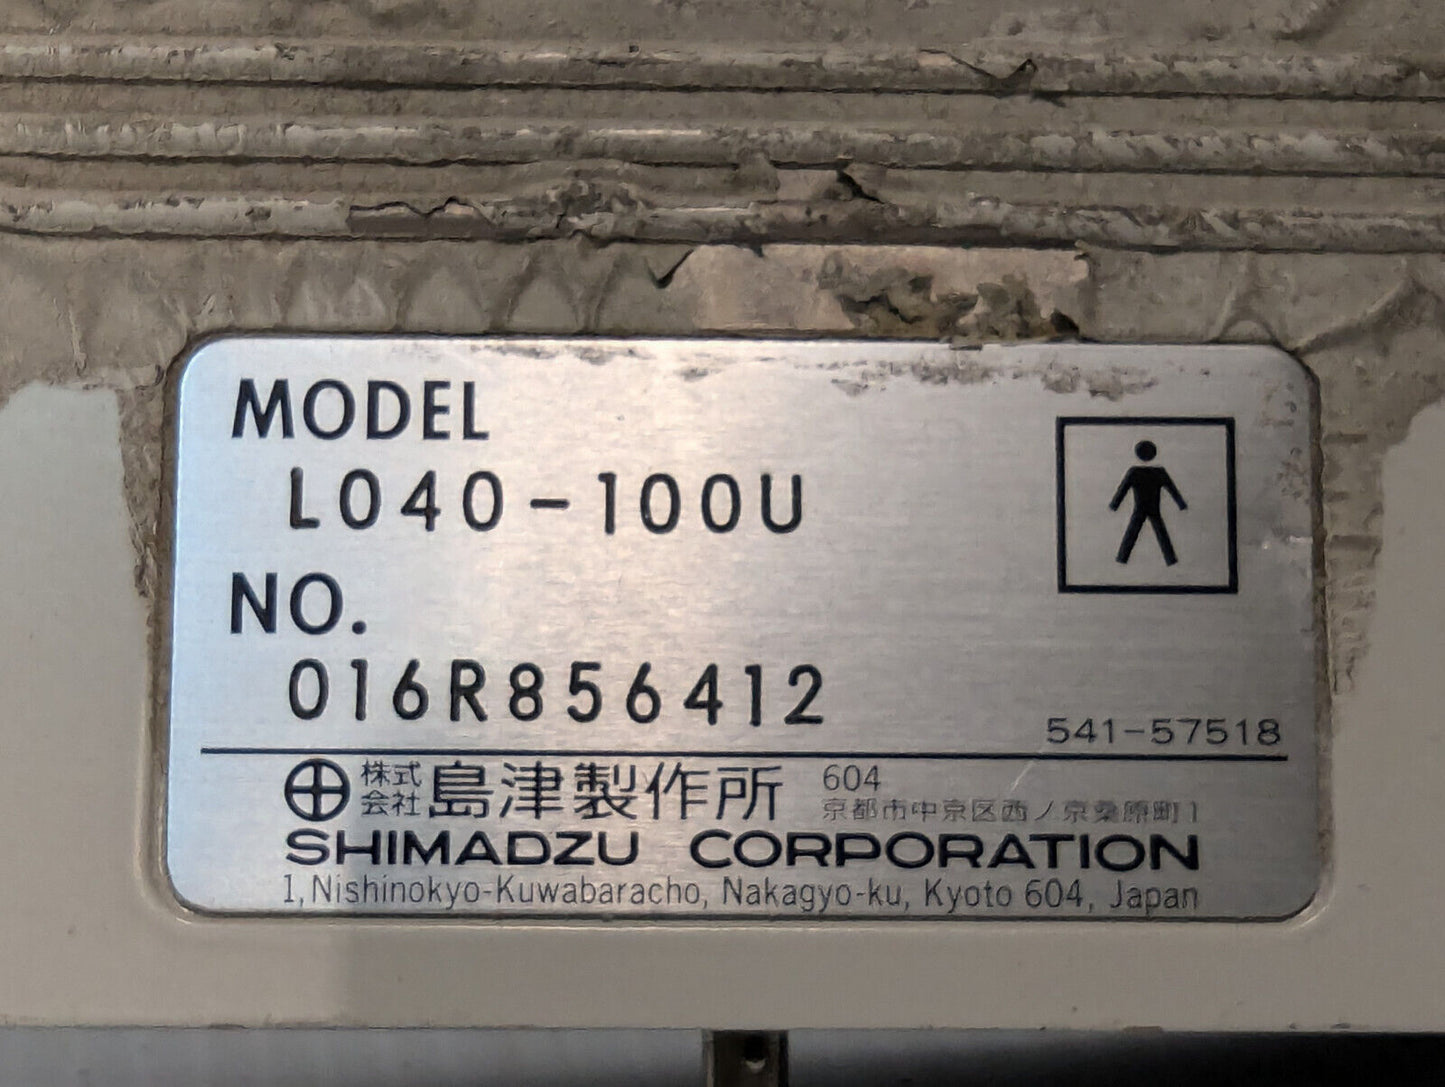 MODEL
L040-100U
NO.
016R856412
541-57518
株式会社 島津製作所 604
京都市中京区西ノ京桑原町1
SHIMADZU CORPORATION
1, Nishinokyo-Kuwabaracho, Nakagyo-ku, Kyoto 604, Japan